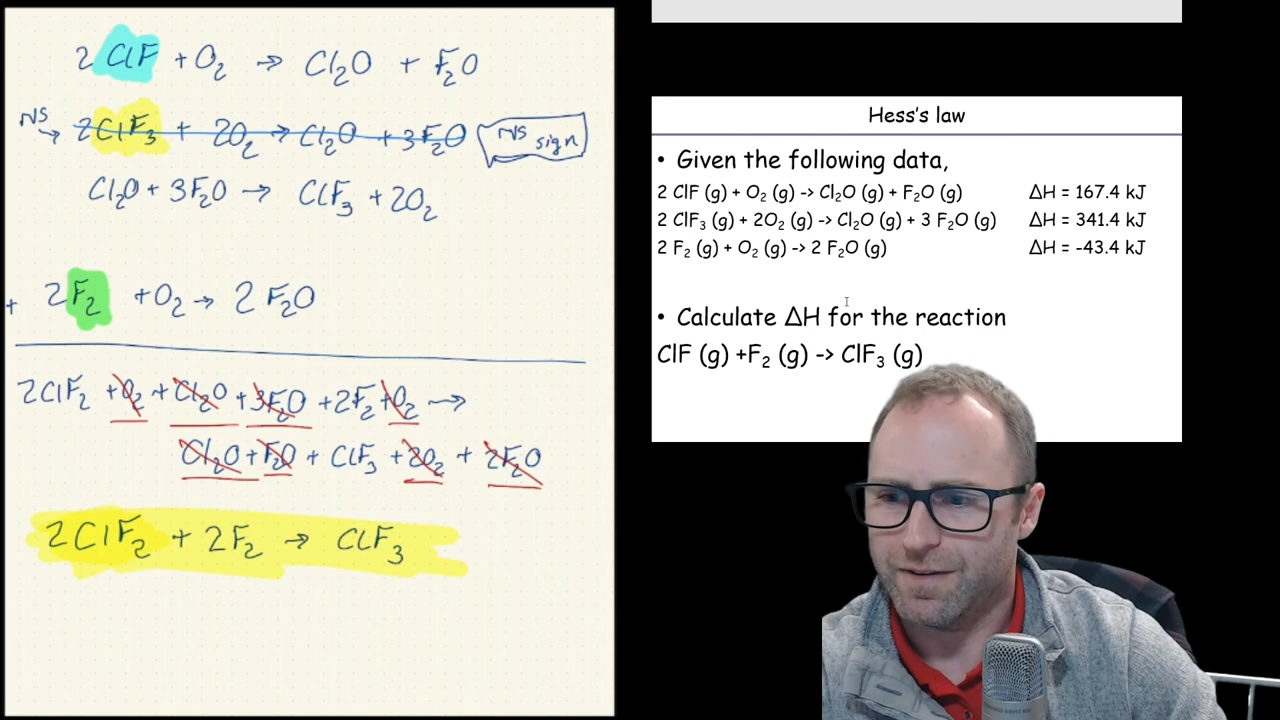 2 ClF + O₂ → Cl₂O + F₂O
NS → 2ClF₃ + 2O₂ → Cl₂O + 3F₂O NS sign
Cl₂O + 3F₂O → ClF₃ + 2O₂
+ 2F₂ + O₂ → 2 F₂O
2ClF₂ + O₂ + Cl₂O + 3F₂O + 2F₂ + O₂ →
Cl₂O + F₂O + ClF₃ + 2O₂ + 2F₂O
2ClF₂ + 2F₂ → ClF₃
Hess's law
• Given the following data,
2 ClF (g) + O₂ (g) -> Cl₂O (g) + F₂O (g) ΔH = 167.4 kJ
2 ClF₃ (g) + 2O₂ (g) -> Cl₂O (g) + 3 F₂O (g) ΔH = 341.4 kJ
2 F₂ (g) + O₂ (g) -> 2 F₂O (g) ΔH = -43.4 kJ
• Calculate ΔH for the reaction
ClF (g) +F₂ (g) -> ClF₃ (g)